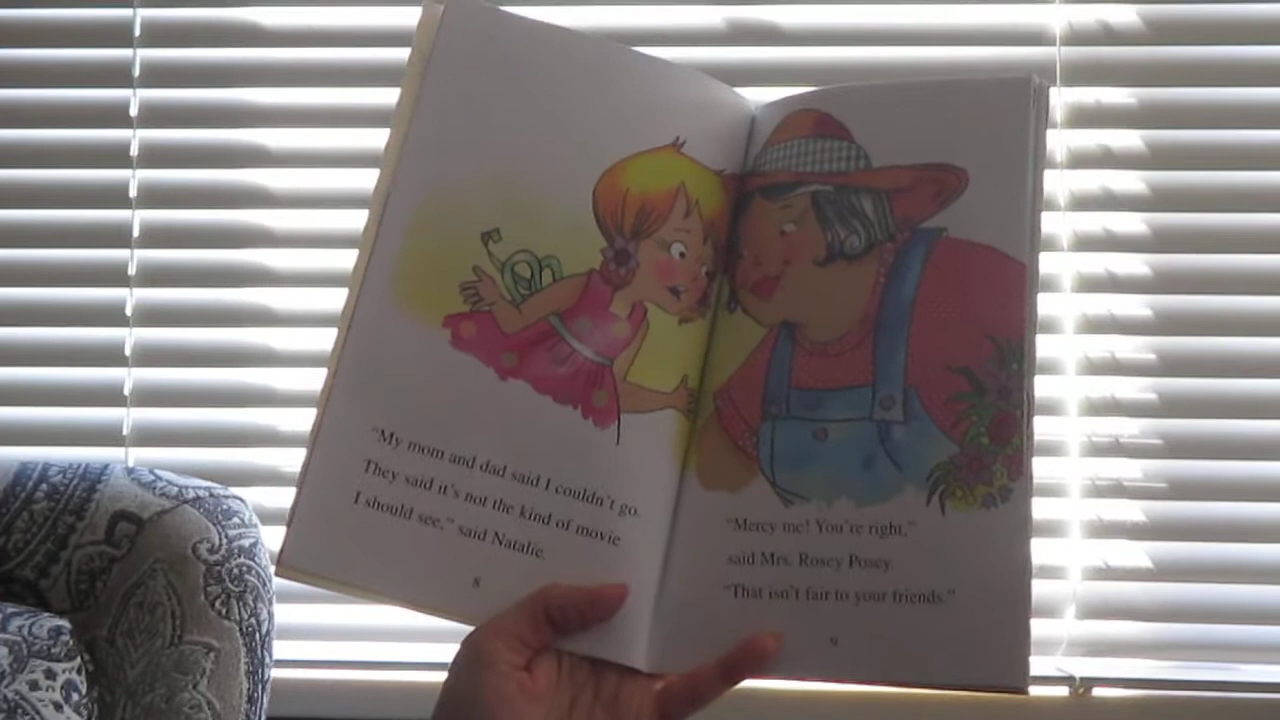 "My mom and dad said I couldn't go.
They said it's not the kind of movie
I should see," said Natalie.
8
"Mercy me! You're right,"
said Mrs. Rosey Posey.
"That isn't fair to your friends."
9